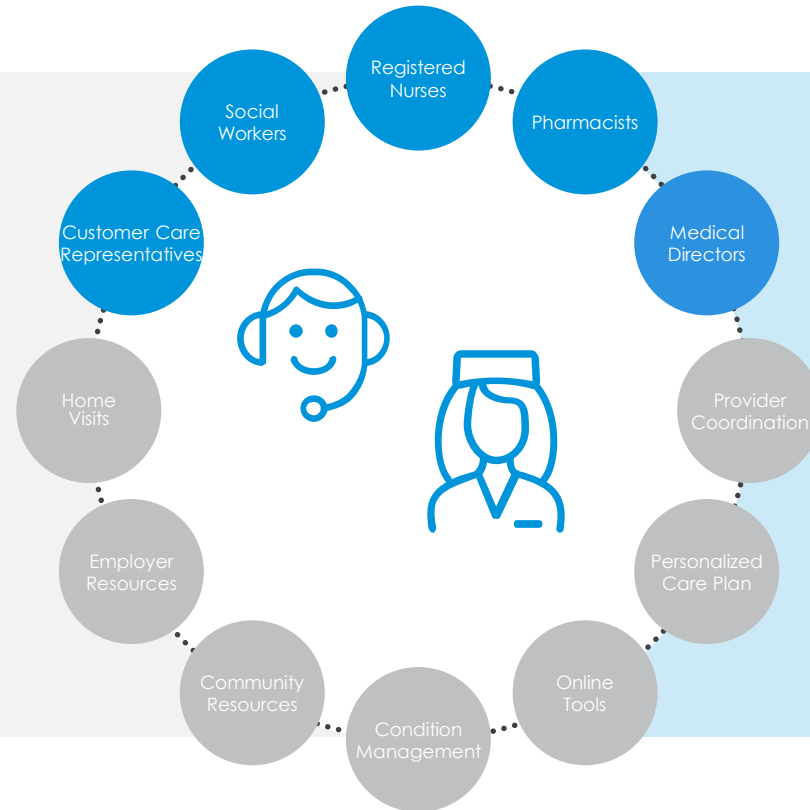 Registered
Nurses
Pharmacists
Medical
Directors
Provider
Coordination
Personalized
Care Plan
Online
Tools
Condition
Management
Community
Resources
Employer
Resources
Home
Visits
Customer Care
Representatives
Social
Workers